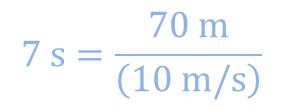 7 s = 70 m / (10 m/s)